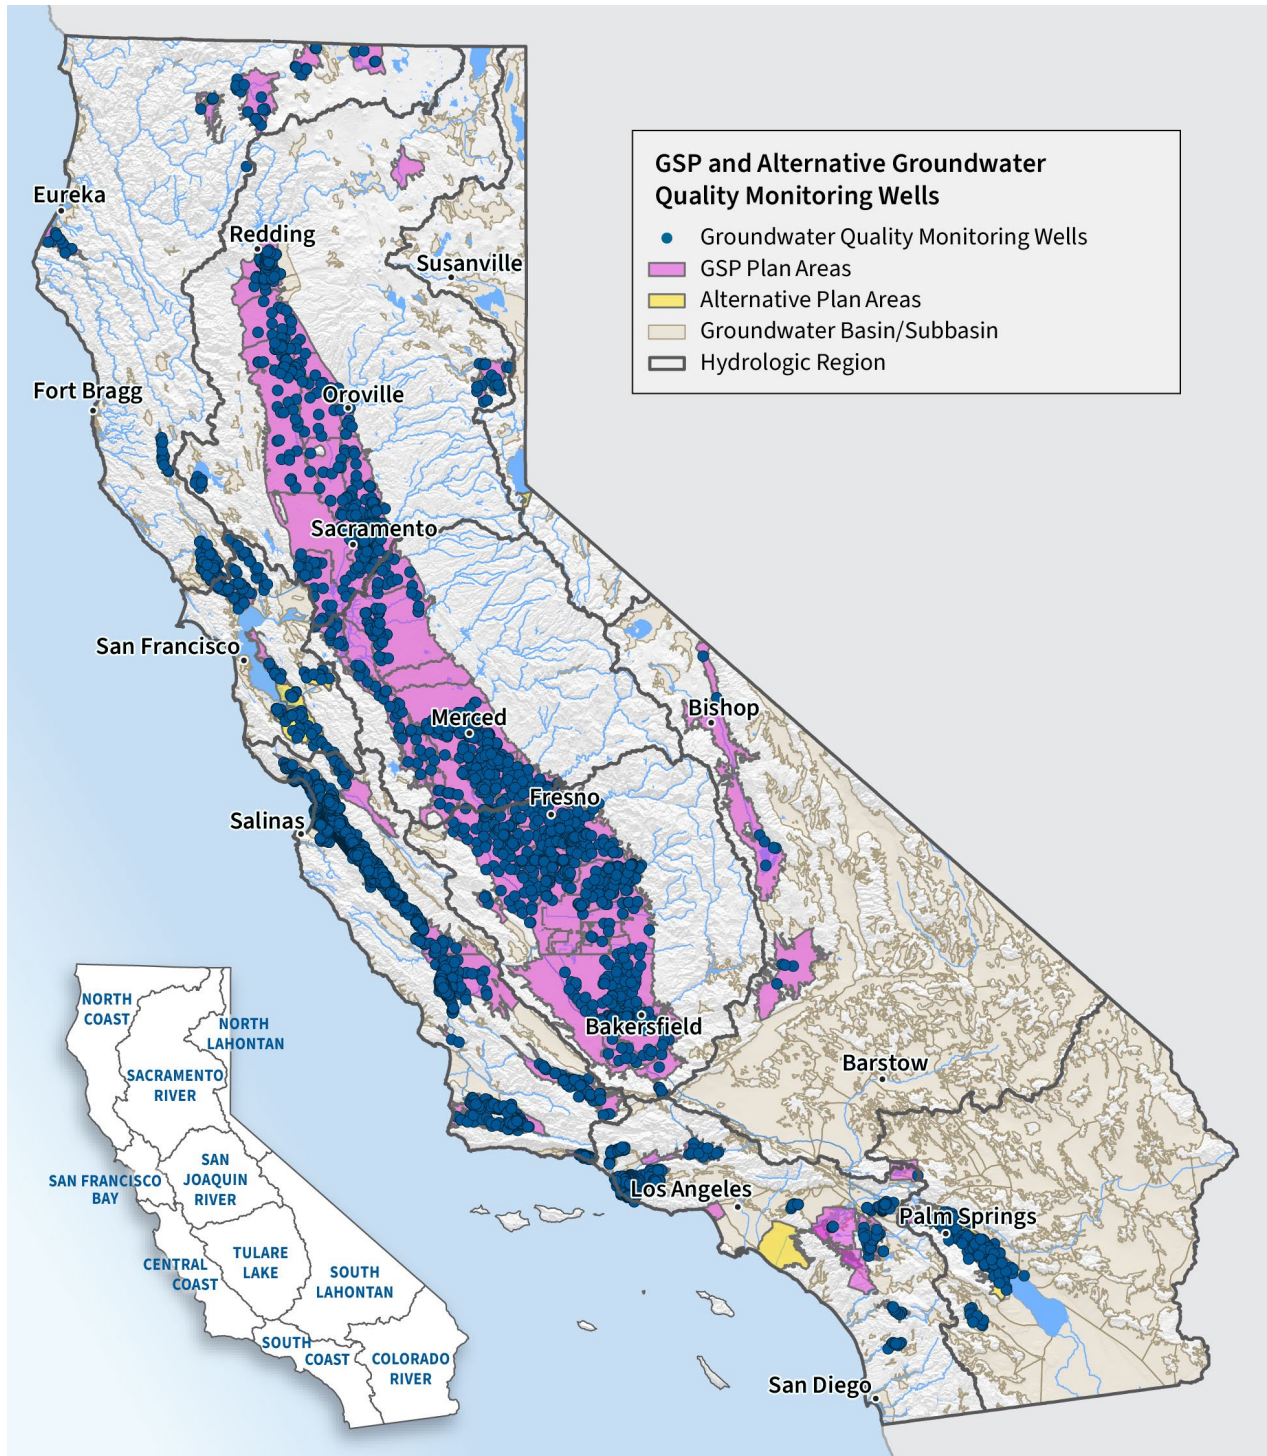 GSP and Alternative Groundwater
Quality Monitoring Wells
Groundwater Quality Monitoring Wells
GSP Plan Areas
Alternative Plan Areas
Groundwater Basin/Subbasin
Hydrologic Region
Eureka
Redding
Susanville
Fort Bragg
Oroville
Sacramento
San Francisco
Bishop
Merced
Fresno
Salinas
Bakersfield
Barstow
Los Angeles
Palm Springs
San Diego
NORTH
COAST
NORTH
LAHONTAN
SACRAMENTO
RIVER
SAN
JOAQUIN
RIVER
SAN FRANCISCO
BAY
TULARE
LAKE
CENTRAL
COAST
SOUTH
LAHONTAN
SOUTH
COAST
COLORADO
RIVER